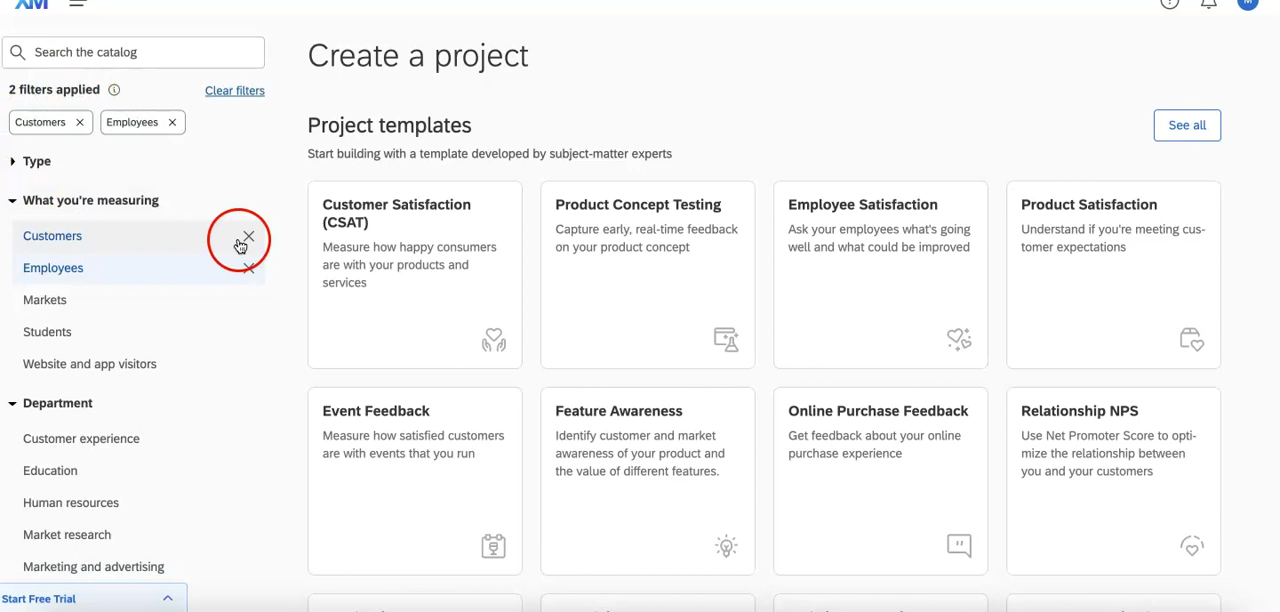 XM
Search the catalog
2 filters applied
Clear filters
Customers
Employees
Type
What you're measuring
Customers
Employees
Markets
Students
Website and app visitors
Department
Customer experience
Education
Human resources
Market research
Marketing and advertising
Start Free Trial
Create a project
Project templates
See all
Start building with a template developed by subject-matter experts
Customer Satisfaction
(CSAT)
Measure how happy consumers
are with your products and
services
Product Concept Testing
Capture early, real-time feedback
on your product concept
Employee Satisfaction
Ask your employees what's going
well and what could be improved
Product Satisfaction
Understand if you're meeting cus-
tomer expectations
Event Feedback
Measure how satisfied customers
are with events that you run
Feature Awareness
Identify customer and market
awareness of your product and
the value of different features.
Online Purchase Feedback
Get feedback about your online
purchase experience
Relationship NPS
Use Net Promoter Score to opti-
mize the relationship between
you and your customers